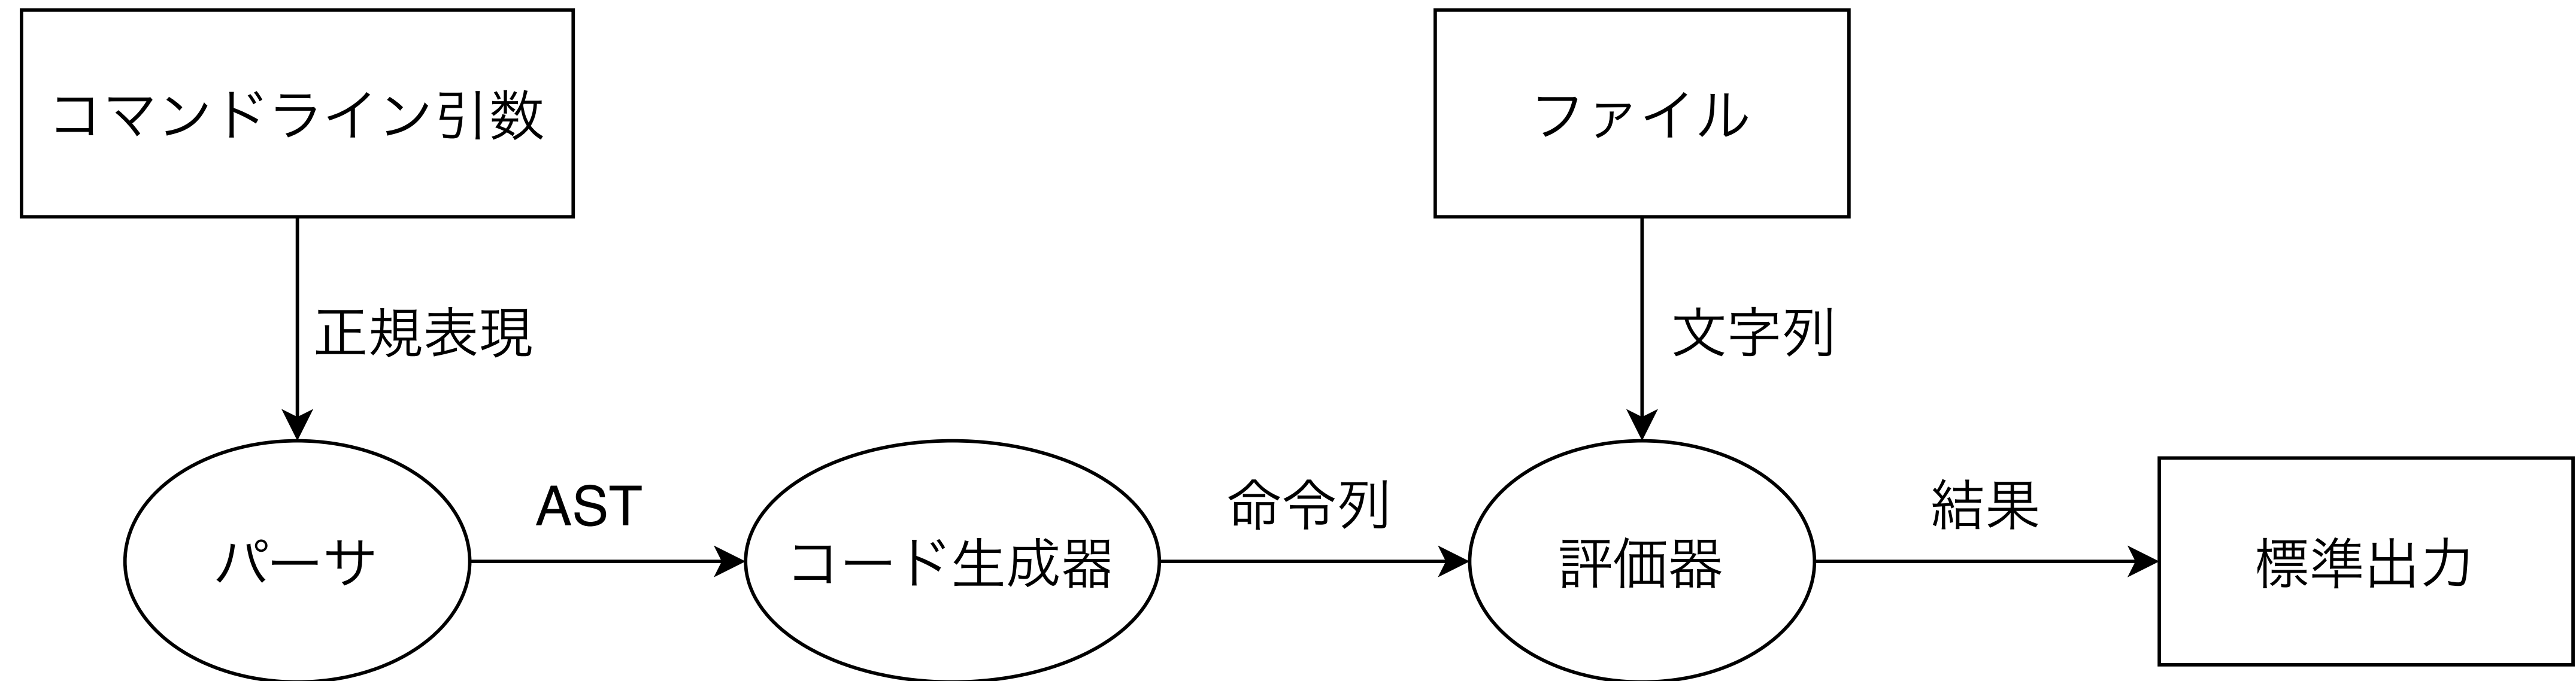 コマンドライン引数
ファイル
正規表現
文字列
AST
命令列
結果
パーサ
コード生成器
評価器
標準出力